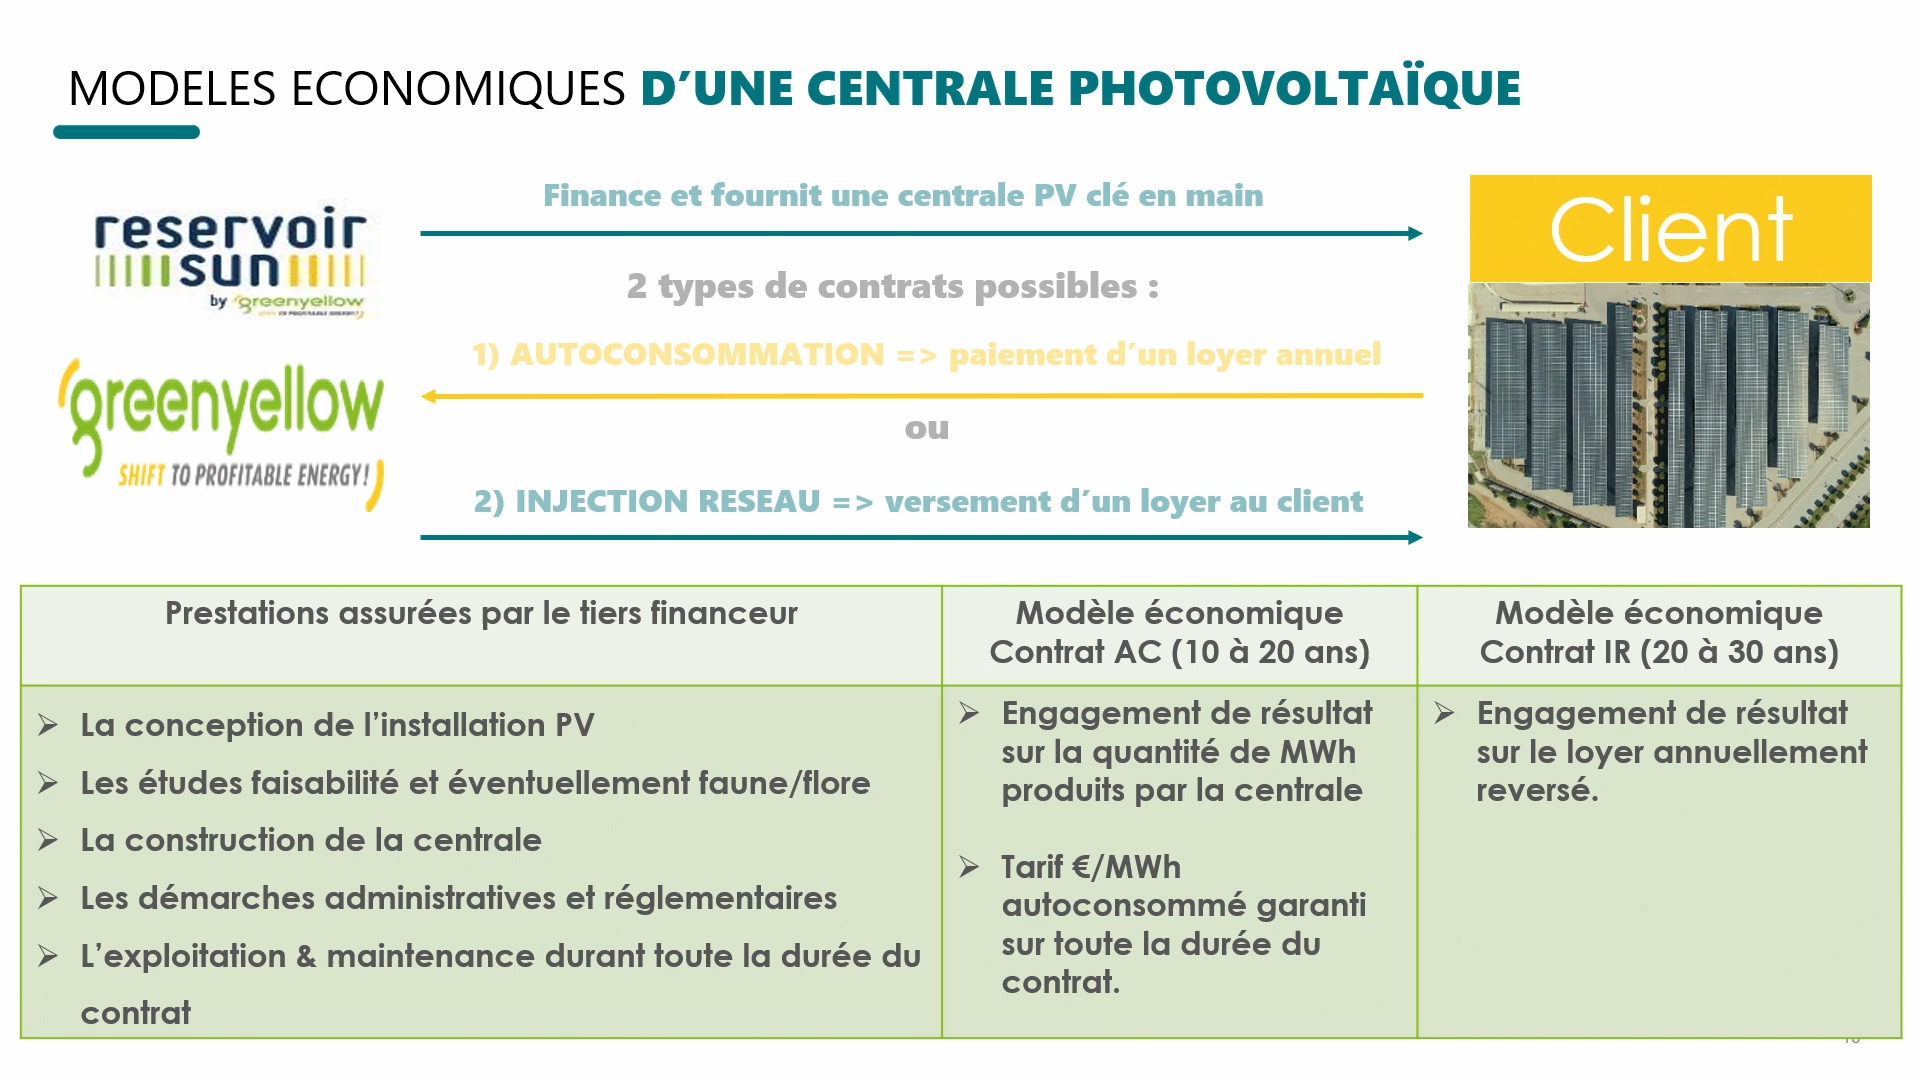 MODELES ECONOMIQUES D’UNE CENTRALE PHOTOVOLTAÏQUE
reservoir
sun
by greenyellow
SHIFT TO PROFITABLE ENERGY!
Finance et fournit une centrale PV clé en main
Client
2 types de contrats possibles :
1) AUTOCONSOMMATION => paiement d’un loyer annuel
greenyellow
SHIFT TO PROFITABLE ENERGY!
ou
2) INJECTION RESEAU => versement d’un loyer au client
Prestations assurées par le tiers financeur
Modèle économique
Contrat AC (10 à 20 ans)
Modèle économique
Contrat IR (20 à 30 ans)
La conception de l’installation PV
Les études faisabilité et éventuellement faune/flore
La construction de la centrale
Les démarches administratives et réglementaires
L’exploitation & maintenance durant toute la durée du
contrat
Engagement de résultat
sur la quantité de MWh
produits par la centrale
Tarif €/MWh
autoconsommé garanti
sur toute la durée du
contrat.
Engagement de résultat
sur le loyer annuellement
reversé.